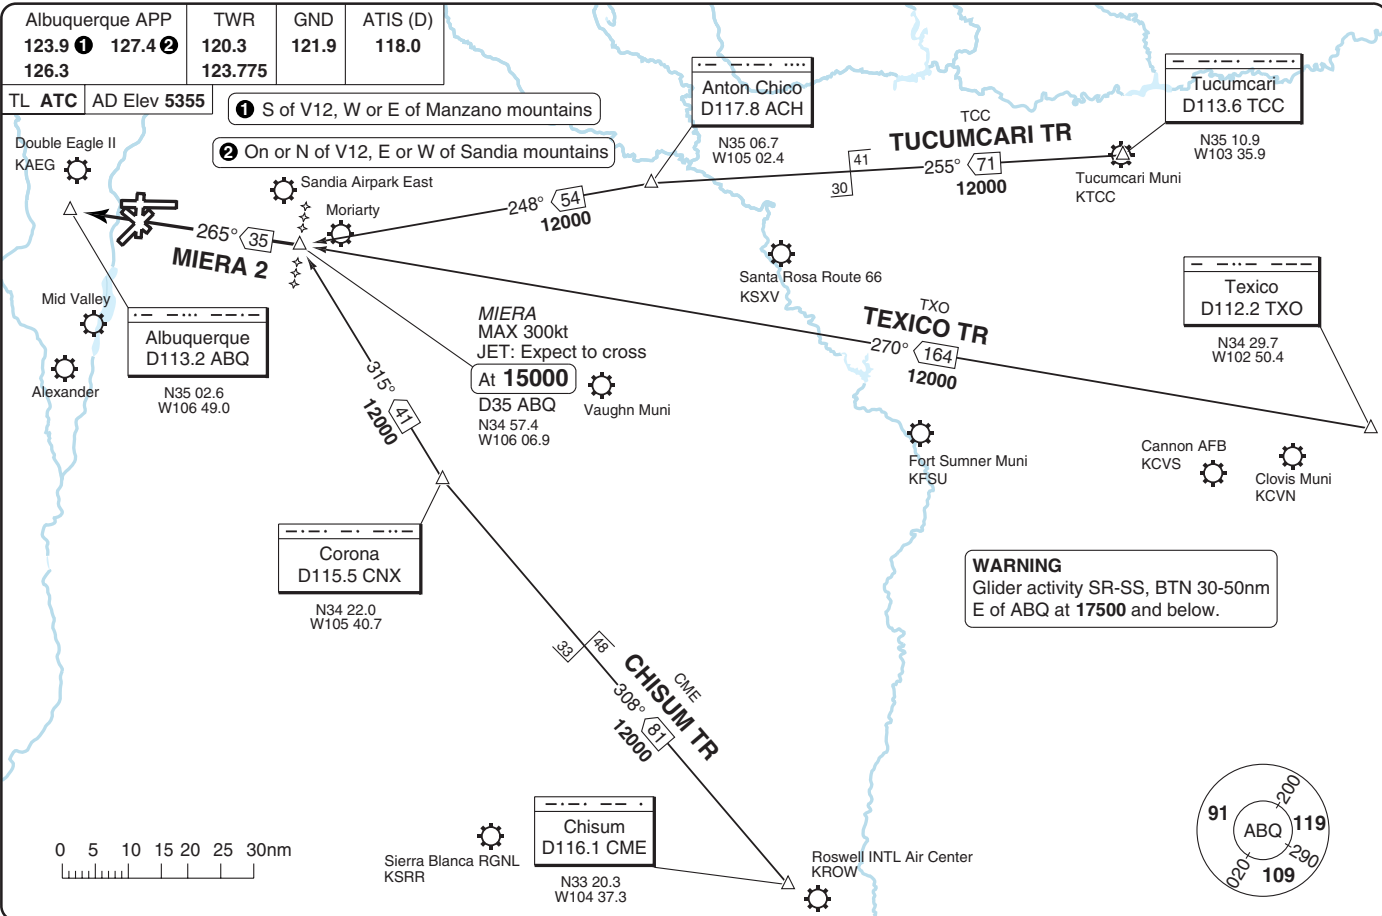 Albuquerque APP
123.9 ❶ 127.4 ❷
126.3
TWR
120.3
123.775
GND
121.9
ATIS (D)
118.0
TL ATC
AD Elev 5355
❶ S of V12, W or E of Manzano mountains
❷ On or N of V12, E or W of Sandia mountains
Double Eagle II
KAEG
Sandia Airpark East
Moriarty
Anton Chico
D117.8 ACH
N35 06.7
W105 02.4
TCC
TUCUMCARI TR
255° 71
12000
41
30
Tucumcari
D113.6 TCC
N35 10.9
W103 35.9
Tucumcari Muni
KTCC
248° 54
12000
265° 35
MIERA 2
Mid Valley
Alexander
Albuquerque
D113.2 ABQ
N35 02.6
W106 49.0
MIERA
MAX 300kt
JET: Expect to cross
At 15000
D35 ABQ
N34 57.4
W106 06.9
Vaughn Muni
Santa Rosa Route 66
KSXV
TXO
TEXICO TR
270° 164
12000
Texico
D112.2 TXO
N34 29.7
W102 50.4
315° 41
12000
Fort Sumner Muni
KFSU
Cannon AFB
KCVS
Clovis Muni
KCVN
Corona
D115.5 CNX
N34 22.0
W105 40.7
WARNING
Glider activity SR-SS, BTN 30-50nm
E of ABQ at 17500 and below.
33
48
CME
CHISUM TR
308° 81
12000
Chisum
D116.1 CME
N33 20.3
W104 37.3
Sierra Blanca RGNL
KSRR
Roswell INTL Air Center
KROW
0 5 10 15 20 25 30nm
ABQ
200
290
020
91
119
109